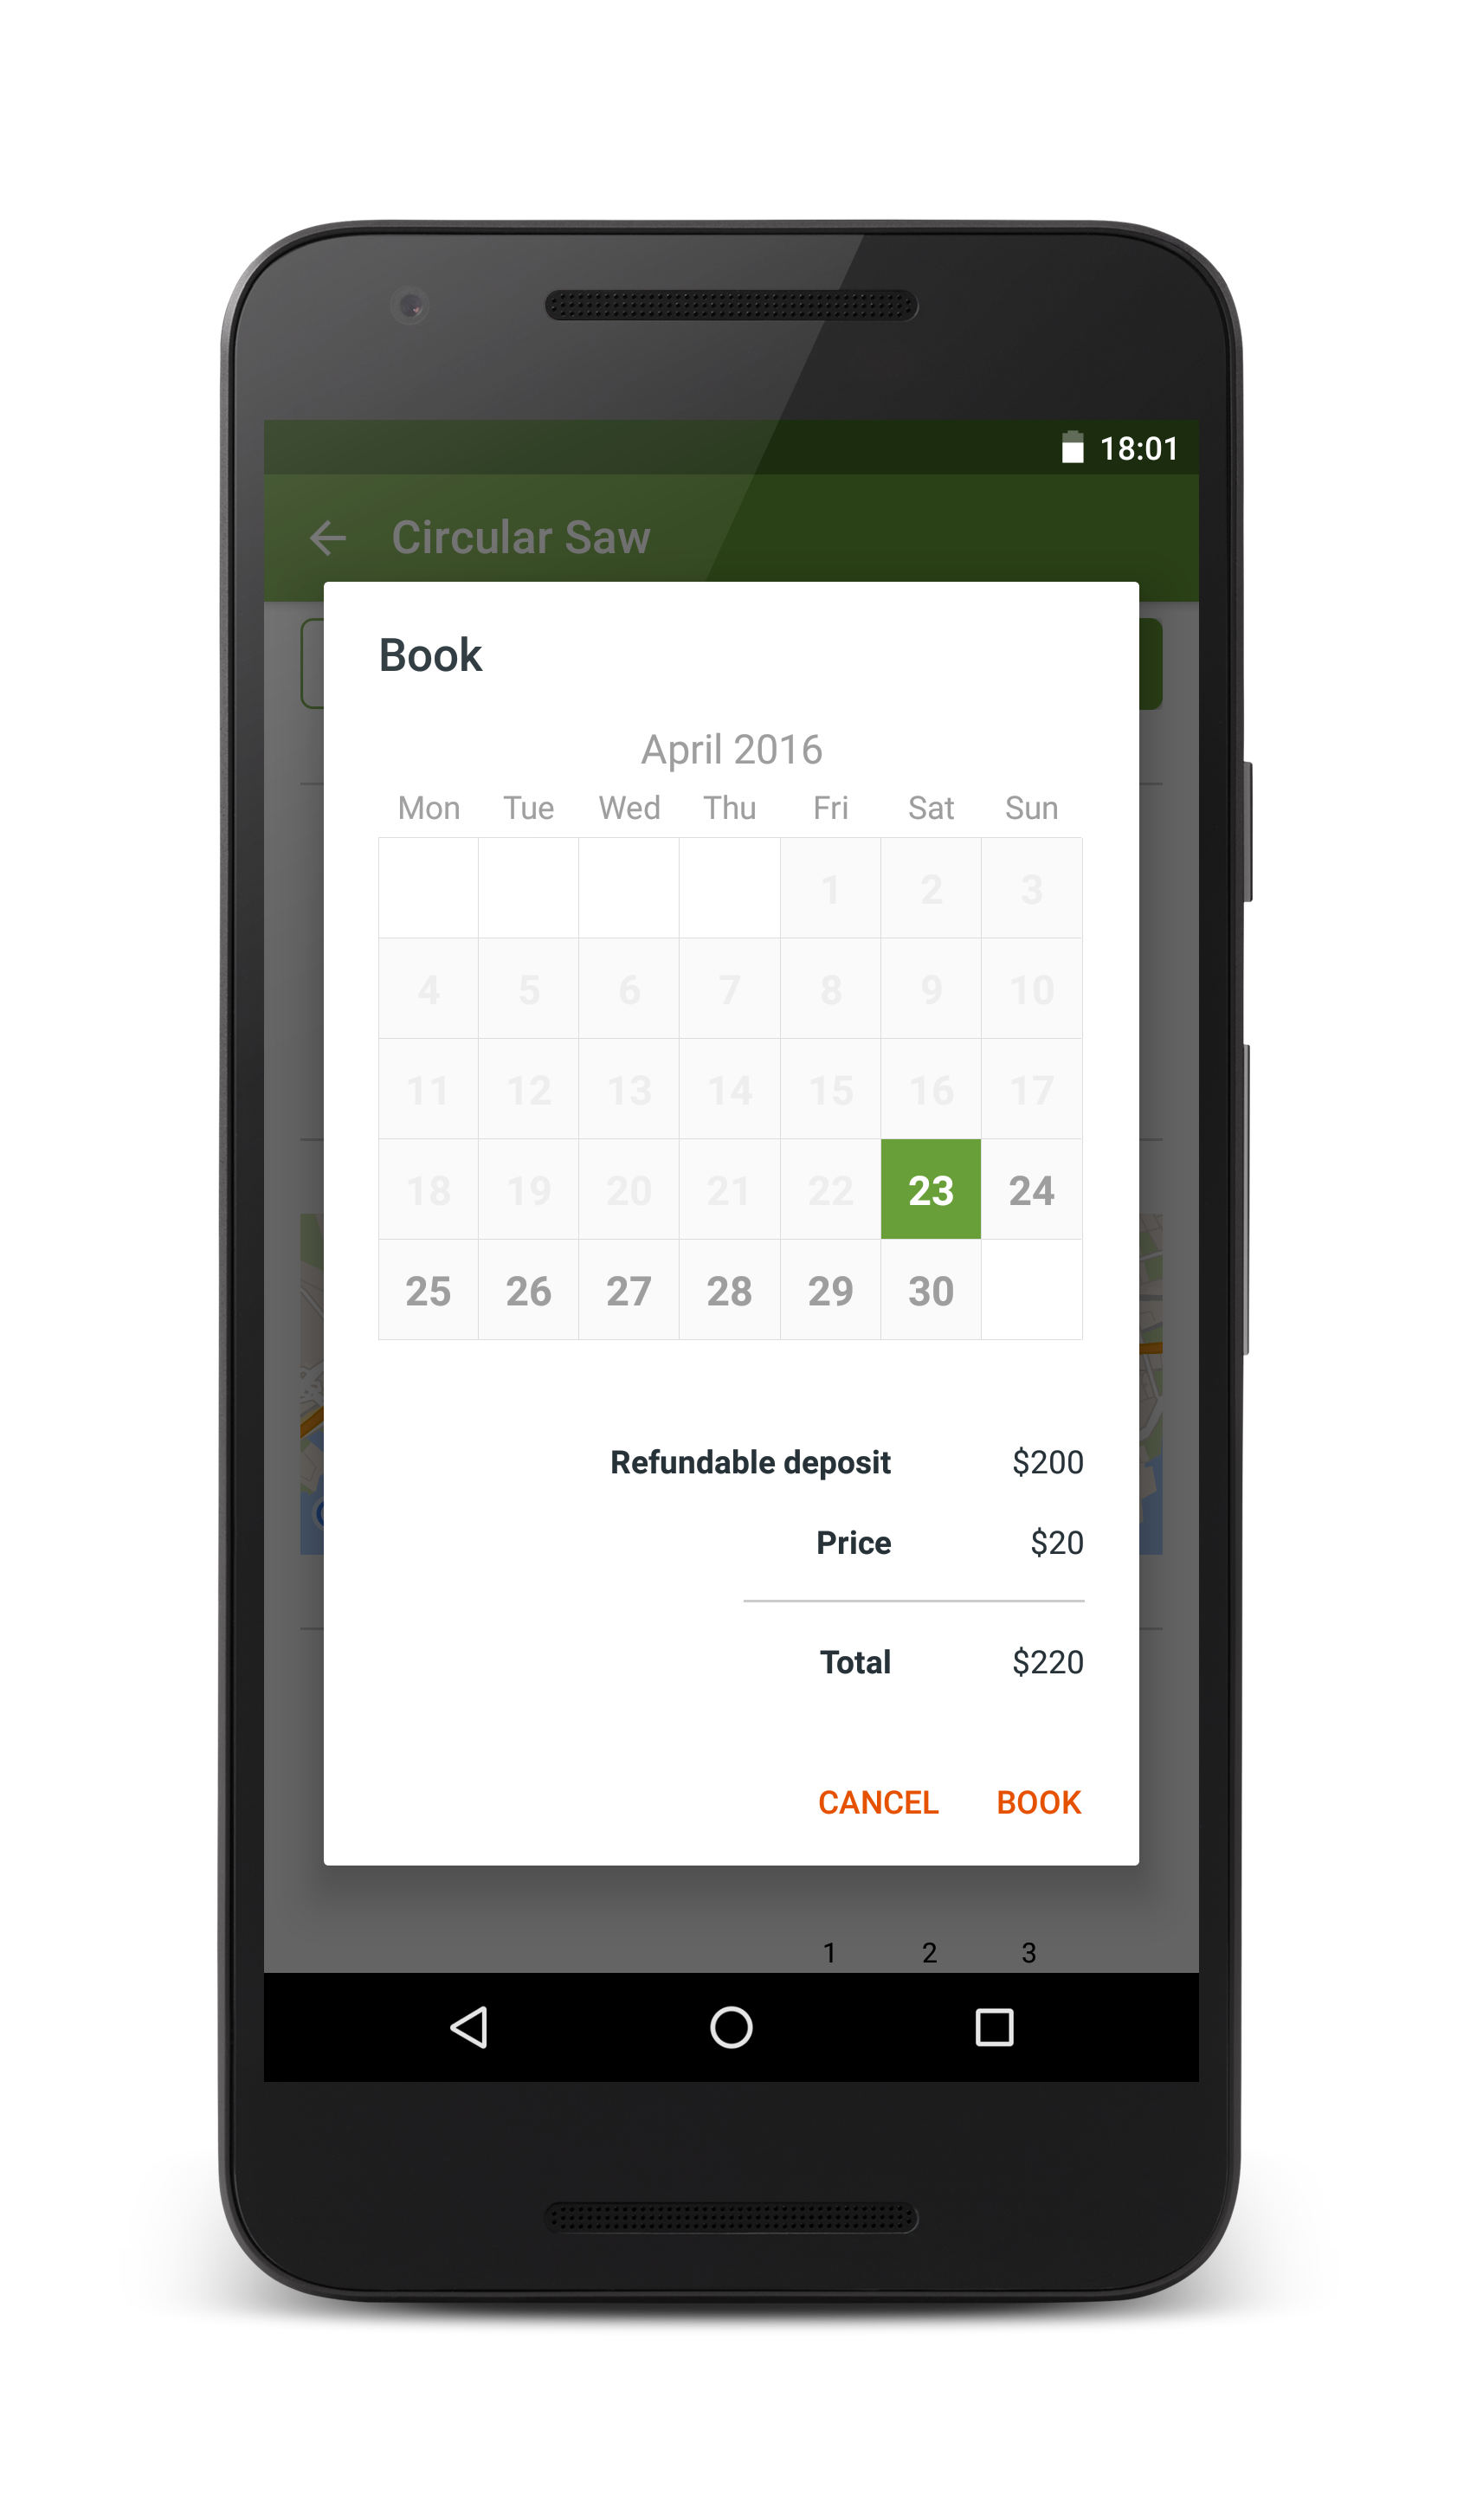 18:01
Circular Saw
Book
April 2016
Mon Tue Wed Thu Fri Sat Sun
1 2 3
4 5 6 7 8 9 10
11 12 13 14 15 16 17
18 19 20 21 22 23 24
25 26 27 28 29 30
Refundable deposit $200
Price $20
Total $220
CANCEL BOOK
1 2 3